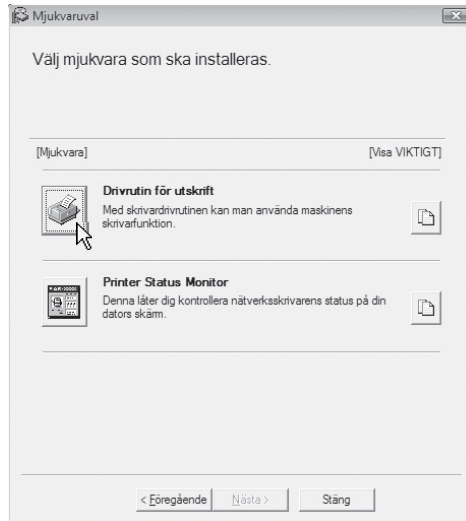 Mjukvaruval
Välj mjukvara som ska installeras.
[Mjukvara] [Visa VIKTIGT]
Drivrutin för utskrift
Med skrivardrivrutinen kan man använda maskinens
skrivarfunktion.
Printer Status Monitor
Denna låter dig kontrollera nätverksskrivarens status på din
dators skärm.
< Föregående Nästa > Stäng